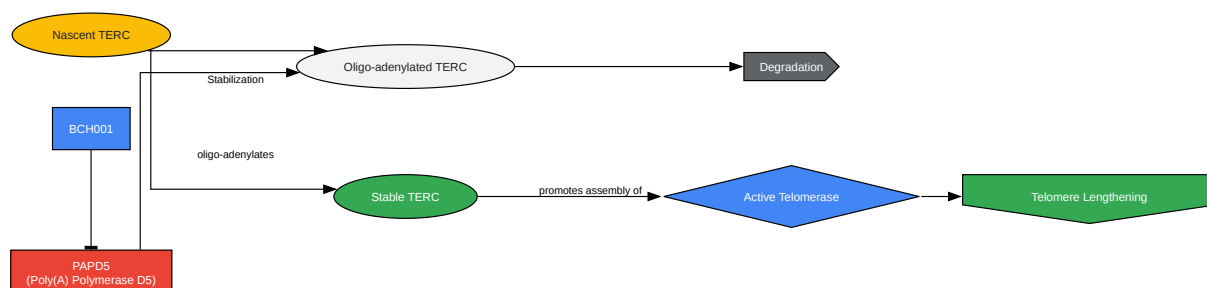 Nascent TERC
Oligo-adenylated TERC
Degradation
Stabilization
BCH001
oligo-adenylates
Stable TERC
promotes assembly of
Active Telomerase
Telomere Lengthening
PAPD5
(Poly(A) Polymerase D5)